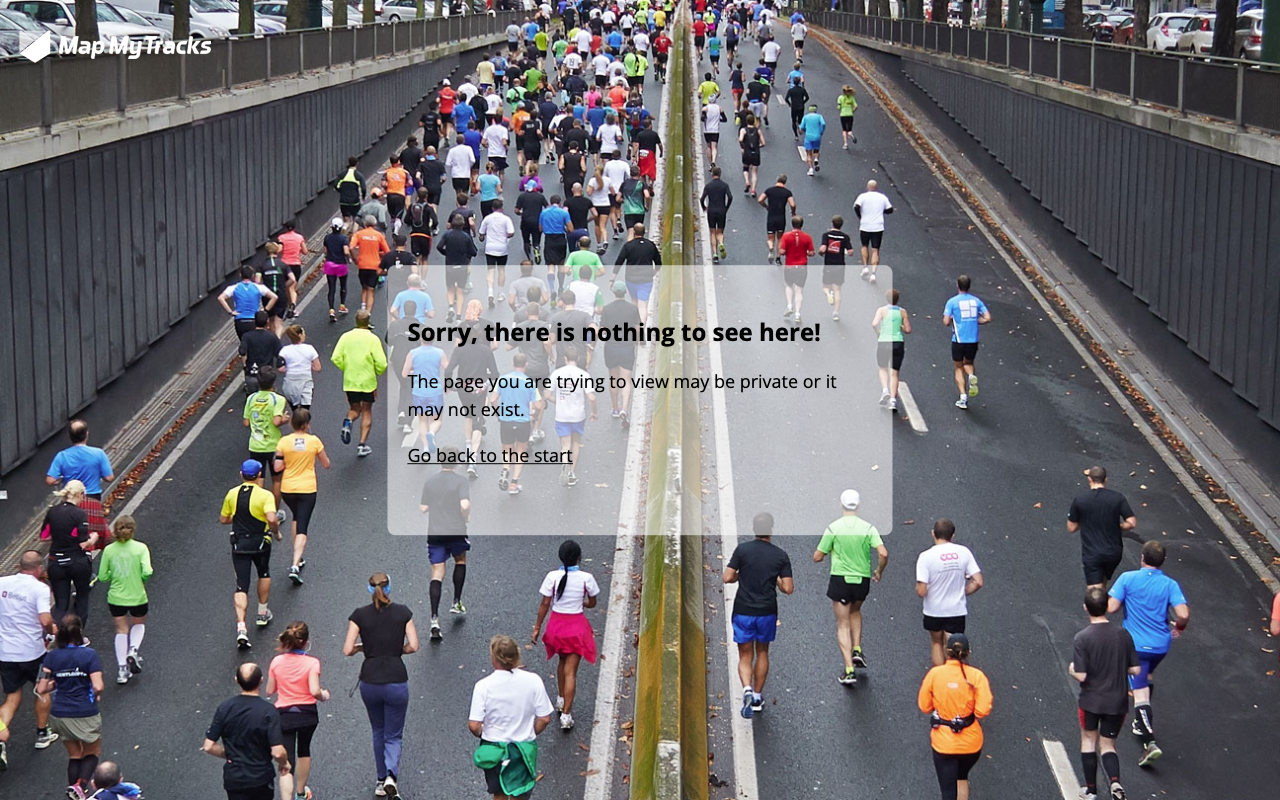 Map My Tracks
Sorry, there is nothing to see here!
The page you are trying to view may be private or it
may not exist.
Go back to the start